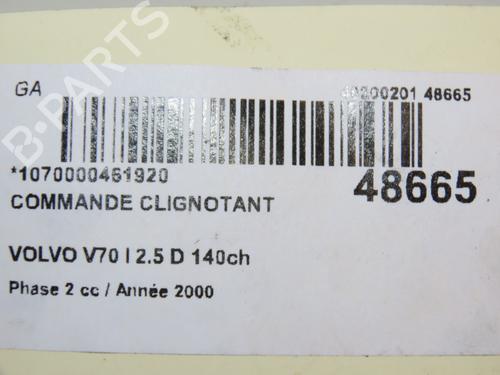 GA
40200201 48665
*1070000461920
48665
COMMANDE CLIGNOTANT
VOLVO V70 I 2.5 D 140ch
Phase 2 cc / Année 2000
B-PARTS